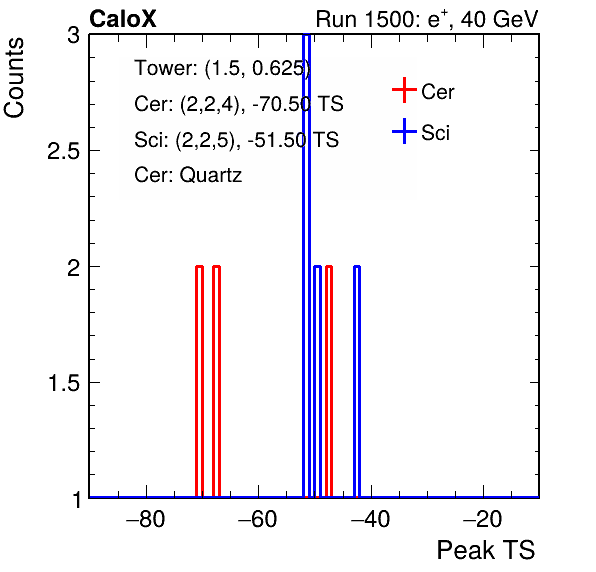 CaloX Run 1500: e⁺, 40 GeV
Counts
3
2.5
2
1.5
1
Tower: (1.5, 0.625)
Cer: (2,2,4), -70.50 TS
Sci: (2,2,5), -51.50 TS
Cer: Quartz
Cer
Sci
−80 −60 −40 −20
Peak TS